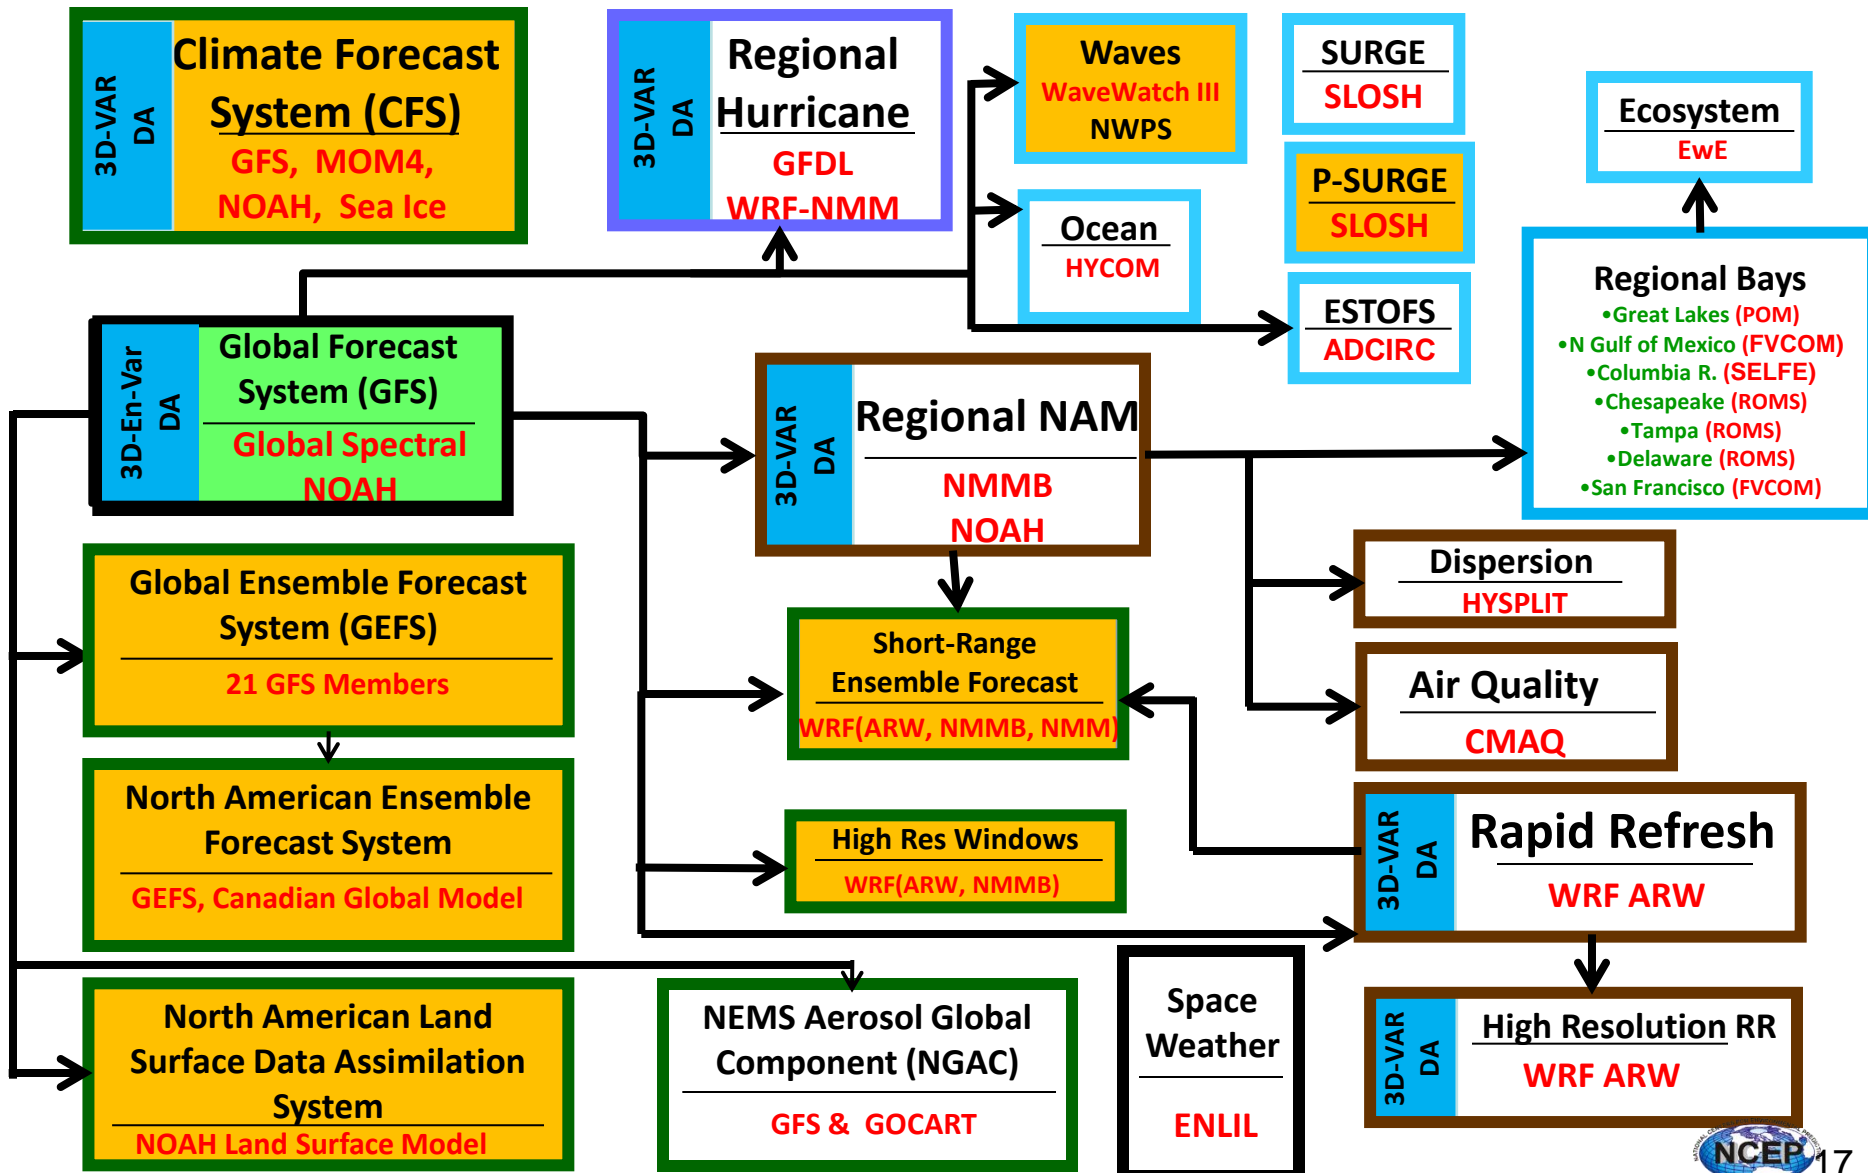 3D-VAR
DA
Climate Forecast
System (CFS)
GFS, MOM4,
NOAH, Sea Ice
3D-VAR
DA
Regional
Hurricane
GFDL
WRF-NMM
Waves
WaveWatch III
NWPS
SURGE
SLOSH
Ecosystem
EwE
P-SURGE
SLOSH
Ocean
HYCOM
ESTOFS
ADCIRC
Regional Bays
•Great Lakes (POM)
•N Gulf of Mexico (FVCOM)
•Columbia R. (SELFE)
•Chesapeake (ROMS)
•Tampa (ROMS)
•Delaware (ROMS)
•San Francisco (FVCOM)
3D-En-Var
DA
Global Forecast
System (GFS)
Global Spectral
NOAH
3D-VAR
DA
Regional NAM
NMMB
NOAH
Dispersion
HYSPLIT
Global Ensemble Forecast
System (GEFS)
21 GFS Members
Short-Range
Ensemble Forecast
WRF(ARW, NMMB, NMM)
Air Quality
CMAQ
North American Ensemble
Forecast System
GEFS, Canadian Global Model
High Res Windows
WRF(ARW, NMMB)
3D-VAR
DA
Rapid Refresh
WRF ARW
North American Land
Surface Data Assimilation
System
NOAH Land Surface Model
NEMS Aerosol Global
Component (NGAC)
GFS & GOCART
Space
Weather
ENLIL
3D-VAR
DA
High Resolution RR
WRF ARW
NCEP
17